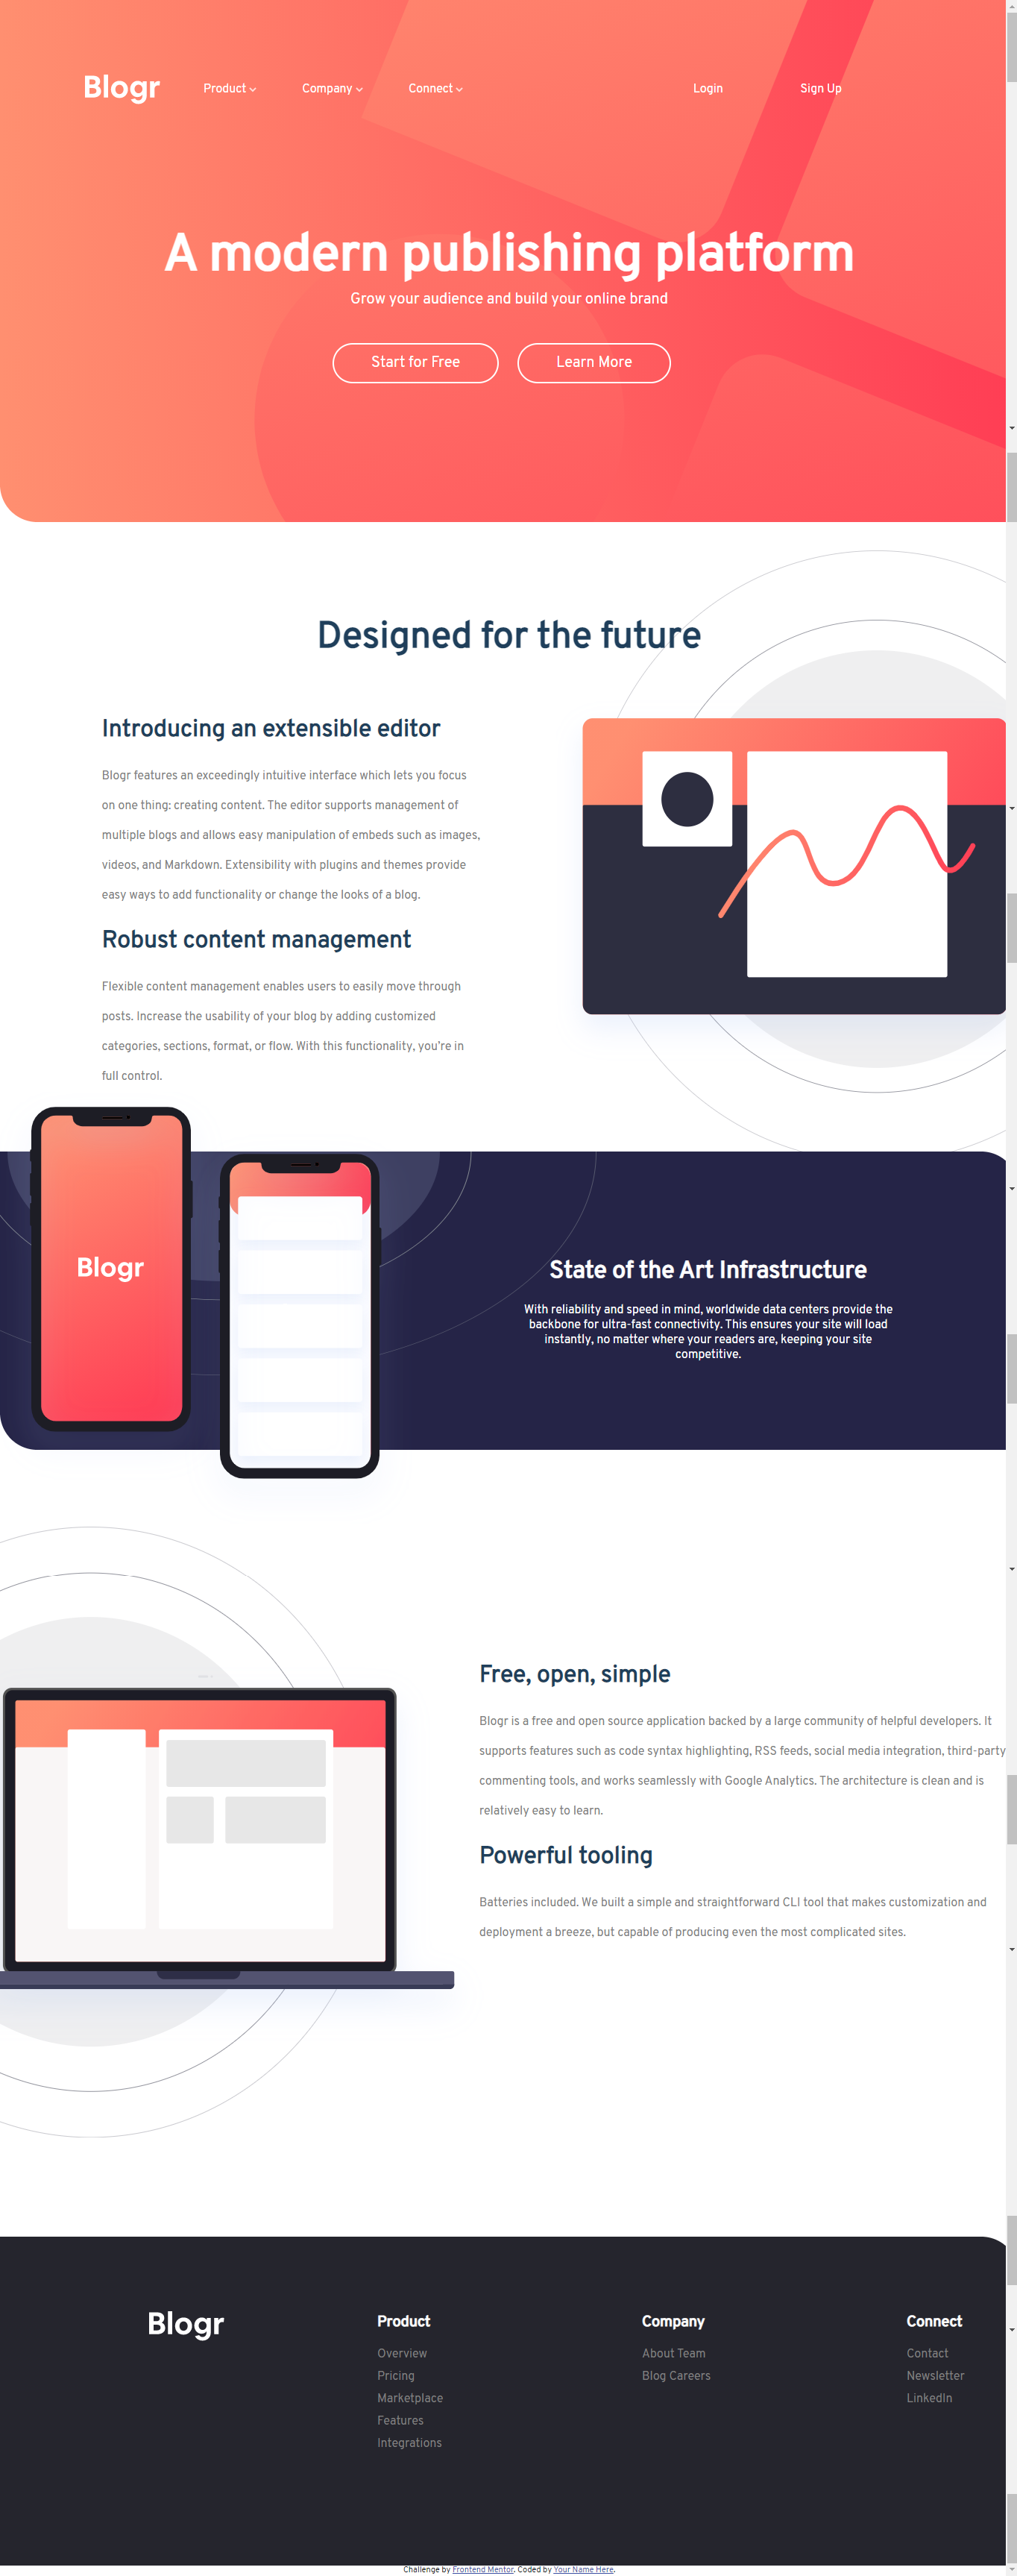 Blogr Product Company Connect Login Sign Up
A modern publishing platform
Grow your audience and build your online brand
Start for Free Learn More
Designed for the future
Introducing an extensible editor
Blogr features an exceedingly intuitive interface which lets you focus
on one thing: creating content. The editor supports management of
multiple blogs and allows easy manipulation of embeds such as images,
videos, and Markdown. Extensibility with plugins and themes provide
easy ways to add functionality or change the looks of a blog.
Robust content management
Flexible content management enables users to easily move through
posts. Increase the usability of your blog by adding customized
categories, sections, format, or flow. With this functionality, you're in
full control.
Blogr
State of the Art Infrastructure
With reliability and speed in mind, worldwide data centers provide the
backbone for ultra-fast connectivity. This ensures your site will load
instantly, no matter where your readers are, keeping your site
competitive.
Free, open, simple
Blogr is a free and open source application backed by a large community of helpful developers. It
supports features such as code syntax highlighting, RSS feeds, social media integration, third-party
commenting tools, and works seamlessly with Google Analytics. The architecture is clean and is
relatively easy to learn.
Powerful tooling
Batteries included. We built a simple and straightforward CLI tool that makes customization and
deployment a breeze, but capable of producing even the most complicated sites.
Blogr
Product
Overview
Pricing
Marketplace
Features
Integrations
Company
About Team
Blog Careers
Connect
Contact
Newsletter
LinkedIn
Challenge by Frontend Mentor. Coded by Your Name Here.